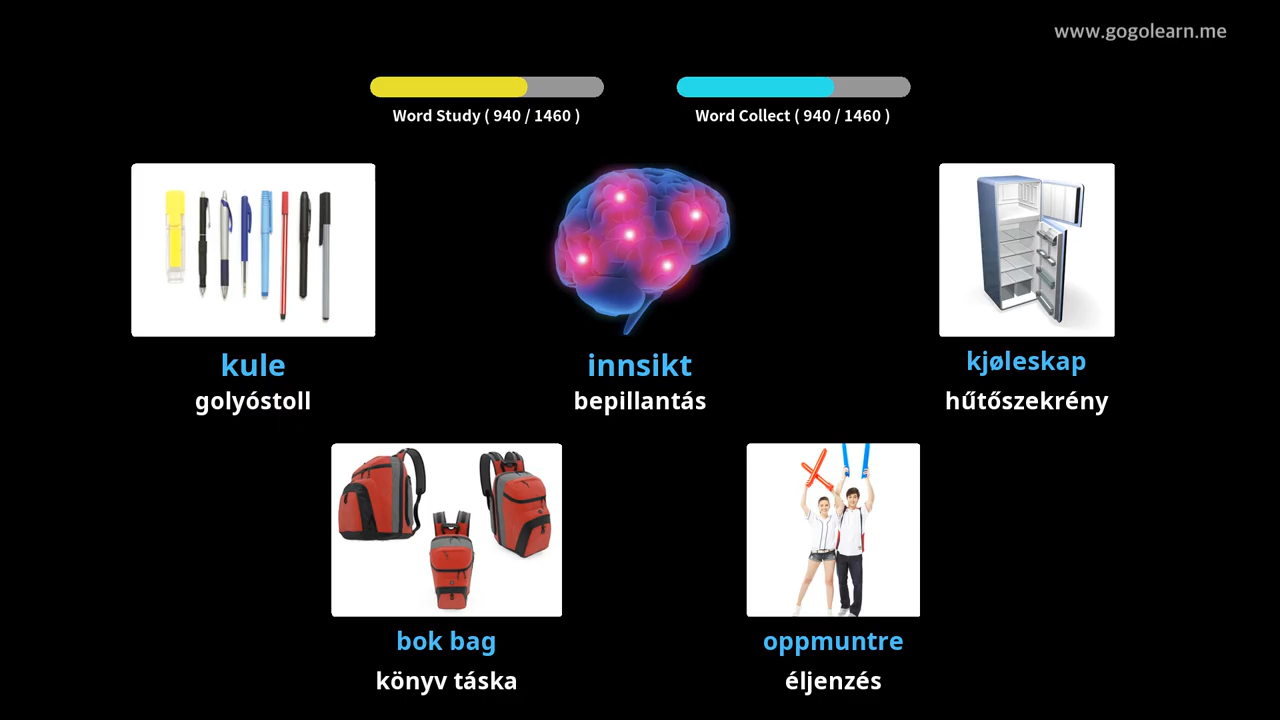 www.gogolearn.me
Word Study ( 940 / 1460 )
Word Collect ( 940 / 1460 )
kule
golyóstoll
innsikt
bepillantás
kjøleskap
hűtőszekrény
bok bag
könyv táska
oppmuntre
éljenzés